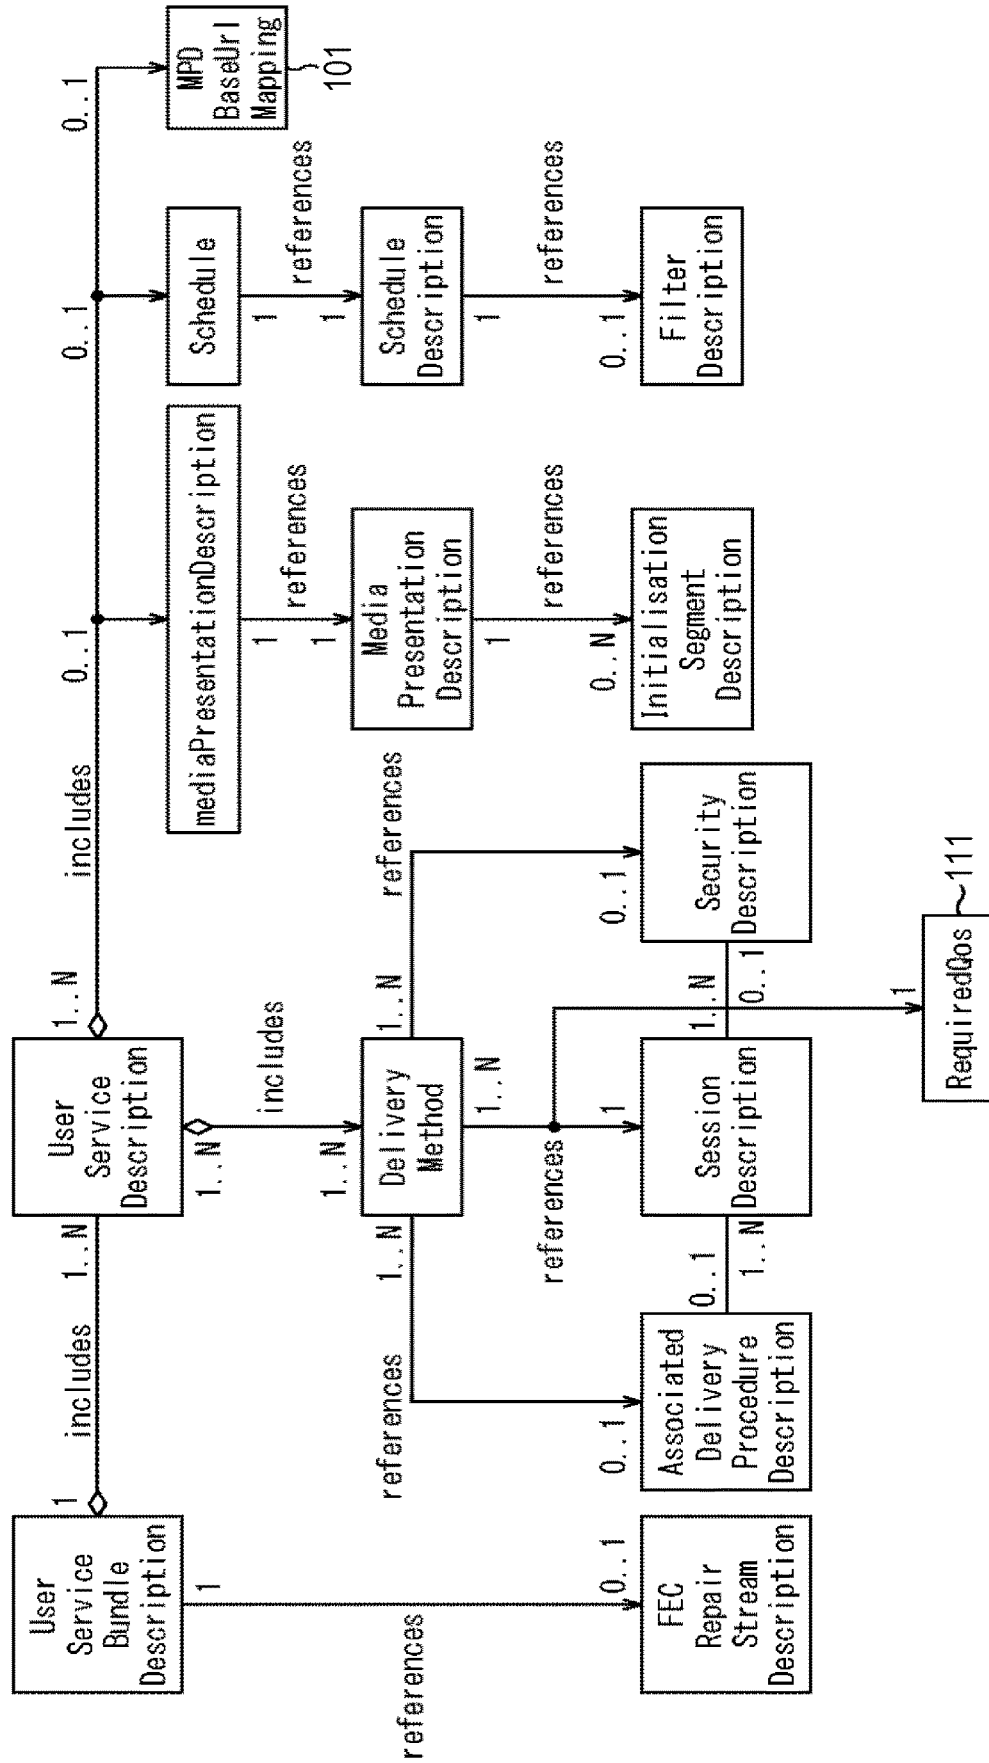 User
Service
Bundle
Description
1
includes
1..N
User
Service
Description
1..N
includes
0..1
0..1
0..1
mediaPresentationDescription
Schedule
MPD
BaseUrl
Mapping
101
1
references
1..N
includes
1..N
1
references
1
1
references
1
Delivery
Method
Media
Presentation
Description
Schedule
Description
1..N
references
1..N
references
1..N
references
1
references
1
references
0..1
0..1
1
0..1
0..N
0..1
FEC
Repair
Stream
Description
Associated
Delivery
Procedure
Description
Session
Description
Security
Description
Initialisation
Segment
Description
Filter
Description
0..1
1..N
1..N
0..1
1
RequiredQos
111